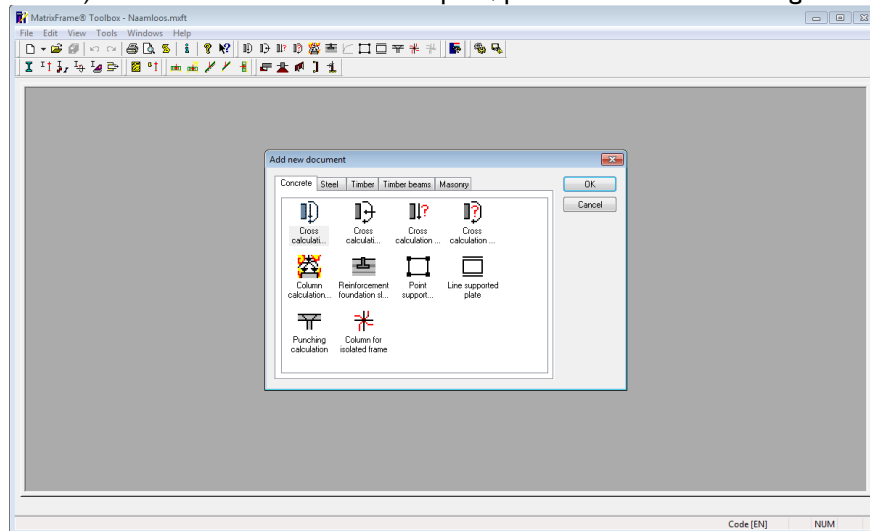 MatrixFrame® Toolbox - Naamloos.mxft
File Edit View Tools Windows Help
Add new document
Concrete Steel Timber Timber beams Masonry
OK
Cancel
Cross calculati...
Cross calculati...
Cross calculation ...
Cross calculation ...
Column calculation...
Reinforcement foundation sl...
Point support...
Line supported plate
Punching calculation
Column for isolated frame
Code [EN] NUM